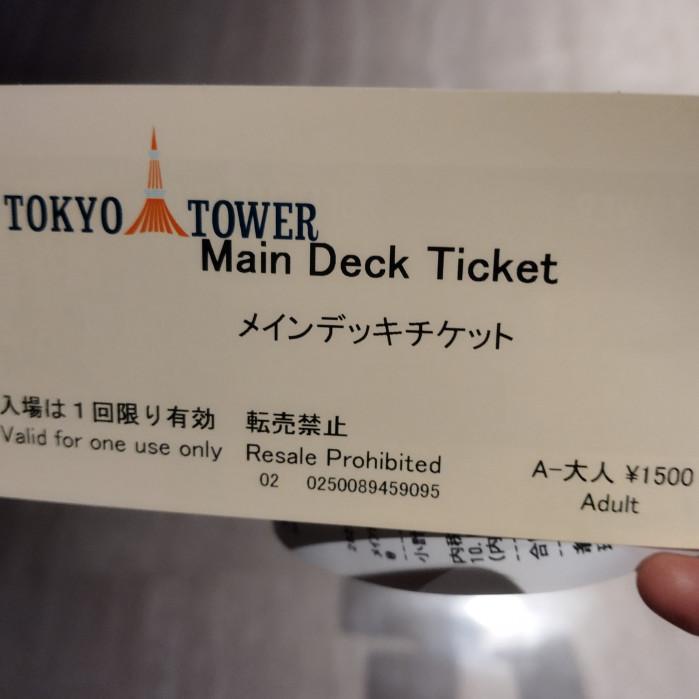 TOKYO TOWER
Main Deck Ticket
メインデッキチケット
入場は1回限り有効 転売禁止
Valid for one use only Resale Prohibited
02 0250089459095
A-大人 ¥1500
Adult